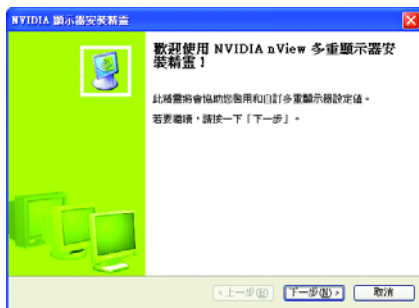 NVIDIA 顯示器安裝精靈
歡迎使用 NVIDIA nView 多重顯示器安
裝精靈！
此精靈將會協助您啟用和自訂多重顯示器設定值。
若要繼續，請按一下「下一步」。
<上一步(B)
下一步(N)>
取消